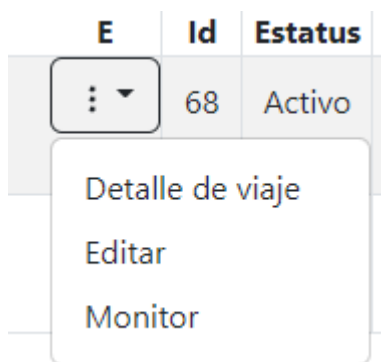 E Id Estatus
68 Activo
Detalle de viaje
Editar
Monitor